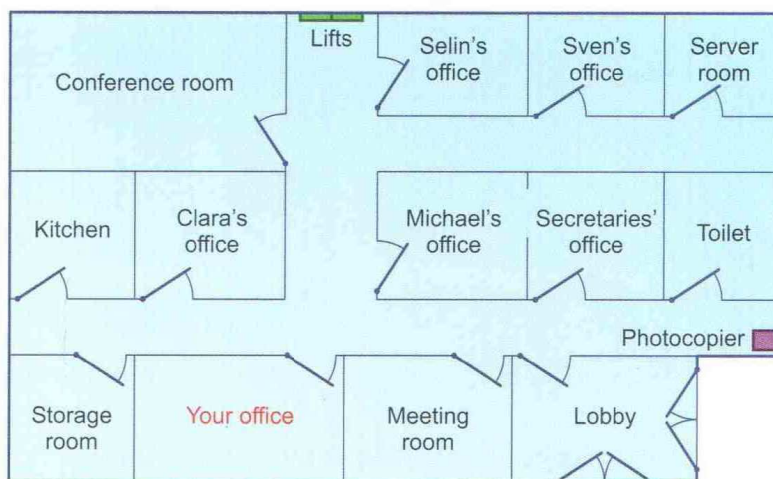 Lifts
Conference room
Selin's
office
Sven's
office
Server
room
Kitchen
Clara's
office
Michael's
office
Secretaries'
office
Toilet
Photocopier
Storage
room
Your office
Meeting
room
Lobby